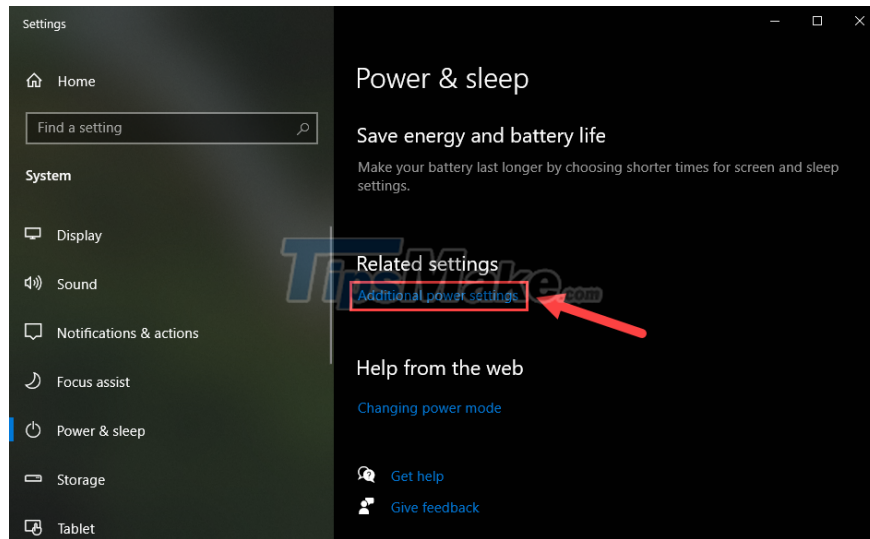 Settings
Home
Find a setting
System
Display
Sound
Notifications & actions
Focus assist
Power & sleep
Storage
Tablet
Power & sleep
Save energy and battery life
Make your battery last longer by choosing shorter times for screen and sleep
settings.
Related settings
TipsMake.com
Additional power settings
Help from the web
Changing power mode
Get help
Give feedback